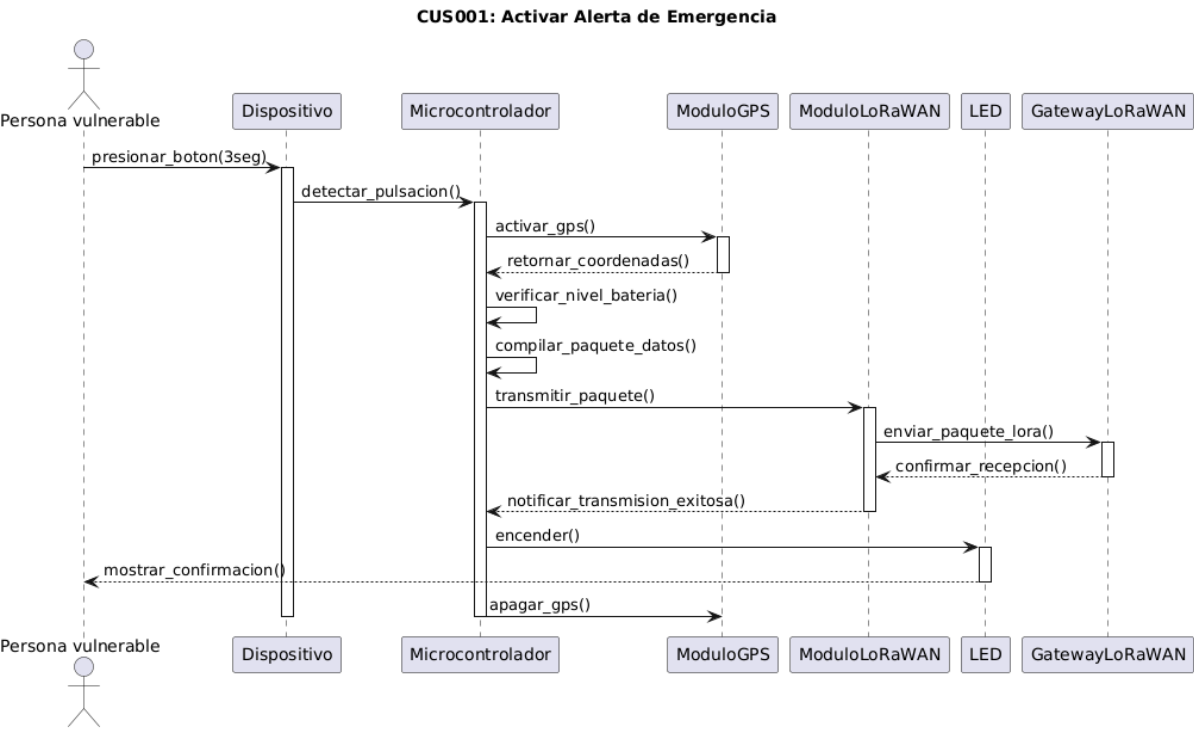 CUS001: Activar Alerta de Emergencia
Persona vulnerable
Dispositivo
Microcontrolador
ModuloGPS
ModuloLoRaWAN
LED
GatewayLoRaWAN
presionar_boton(3seg)
detectar_pulsacion()
activar_gps()
retornar_coordenadas()
verificar_nivel_bateria()
compilar_paquete_datos()
transmitir_paquete()
enviar_paquete_lora()
confirmar_recepcion()
notificar_transmision_exitosa()
encender()
mostrar_confirmacion()
apagar_gps()
Persona vulnerable
Dispositivo
Microcontrolador
ModuloGPS
ModuloLoRaWAN
LED
GatewayLoRaWAN